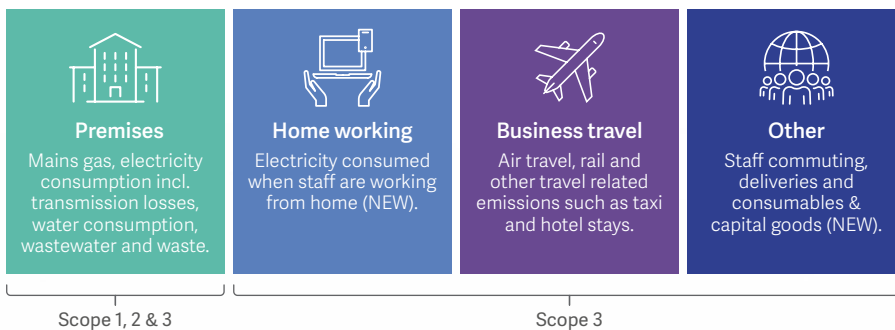 Premises
Mains gas, electricity
consumption incl.
transmission losses,
water consumption,
wastewater and waste.
Home working
Electricity consumed
when staff are working
from home (NEW).
Business travel
Air travel, rail and
other travel related
emissions such as taxi
and hotel stays.
Other
Staff commuting,
deliveries and
consumables &
capital goods (NEW).
Scope 1, 2 & 3
Scope 3